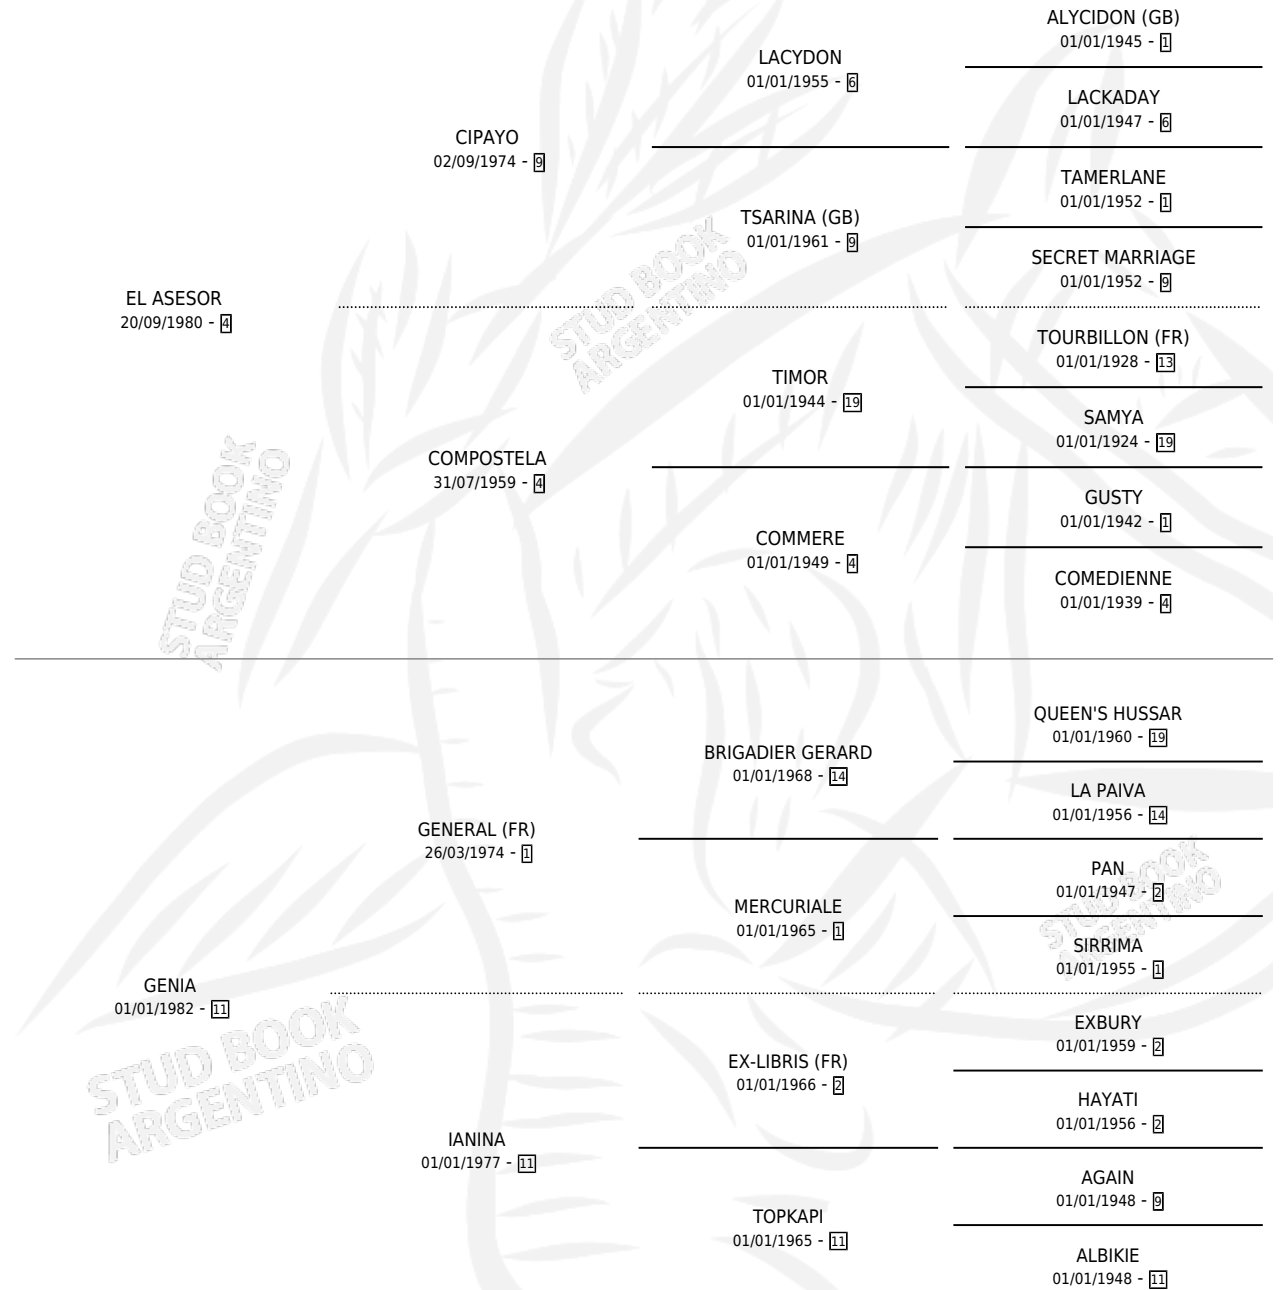 ALYCIDON (GB)
01/01/1945 - 1
LACYDON
01/01/1955 - 6
LACKADAY
01/01/1947 - 6
CIPAYO
02/09/1974 - 9
TAMERLANE
01/01/1952 - 1
TSARINA (GB)
01/01/1961 - 9
SECRET MARRIAGE
01/01/1952 - 9
EL ASESOR
20/09/1980 - 4
TOURBILLON (FR)
01/01/1928 - 13
TIMOR
01/01/1944 - 19
SAMYA
01/01/1924 - 19
COMPOSTELA
31/07/1959 - 4
GUSTY
01/01/1942 - 1
COMMERE
01/01/1949 - 4
COMEDIENNE
01/01/1939 - 4
QUEEN'S HUSSAR
01/01/1960 - 19
BRIGADIER GERARD
01/01/1968 - 14
LA PAIVA
01/01/1956 - 14
GENERAL (FR)
26/03/1974 - 1
PAN
01/01/1947 - 2
MERCURIALE
01/01/1965 - 1
SIRRIMA
01/01/1955 - 1
GENIA
01/01/1982 - 11
EXBURY
01/01/1959 - 2
EX-LIBRIS (FR)
01/01/1966 - 2
HAYATI
01/01/1956 - 2
IANINA
01/01/1977 - 11
AGAIN
01/01/1948 - 9
TOPKAPI
01/01/1965 - 11
ALBIKIE
01/01/1948 - 11
STUD BOOK
ARGENTINO
STUD BOOK
ARGENTINO
STUD BOOK
ARGENTINO
STUD BOOK
ARGENTINO